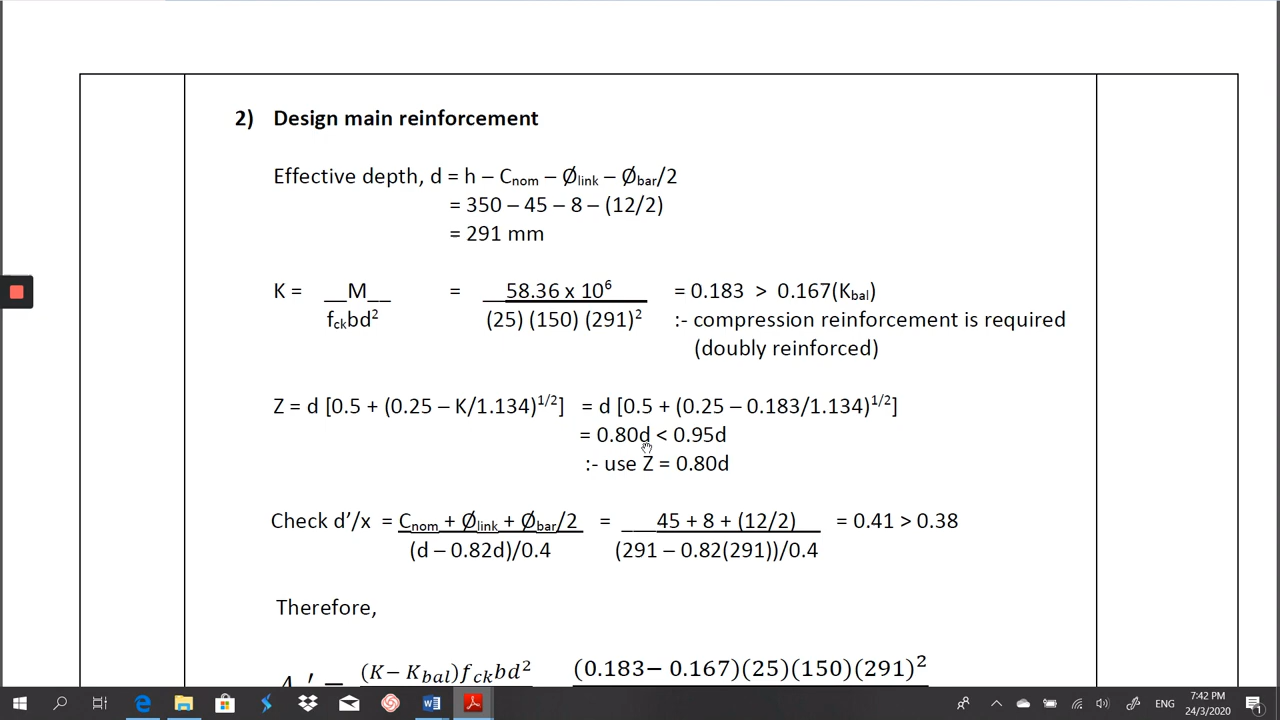 2) Design main reinforcement
Effective depth, d = h – Cnom – Ølink – Øbar/2
= 350 – 45 – 8 – (12/2)
= 291 mm
K = __M__ = __58.36 x 10⁶ = 0.183 > 0.167(Kbal)
fckbd² (25) (150) (291)² :- compression reinforcement is required
(doubly reinforced)
Z = d [0.5 + (0.25 – K/1.134)^1/2] = d [0.5 + (0.25 – 0.183/1.134)^1/2]
= 0.80d < 0.95d
:- use Z = 0.80d
Check d’/x = Cnom + Ølink + Øbar/2 = __45 + 8 + (12/2)__ = 0.41 > 0.38
(d – 0.82d)/0.4 (291 – 0.82(291))/0.4
Therefore,
(K − Kbal)fckbd² (0.183− 0.167)(25)(150)(291)²
ENG
7:42 PM
24/3/2020
1